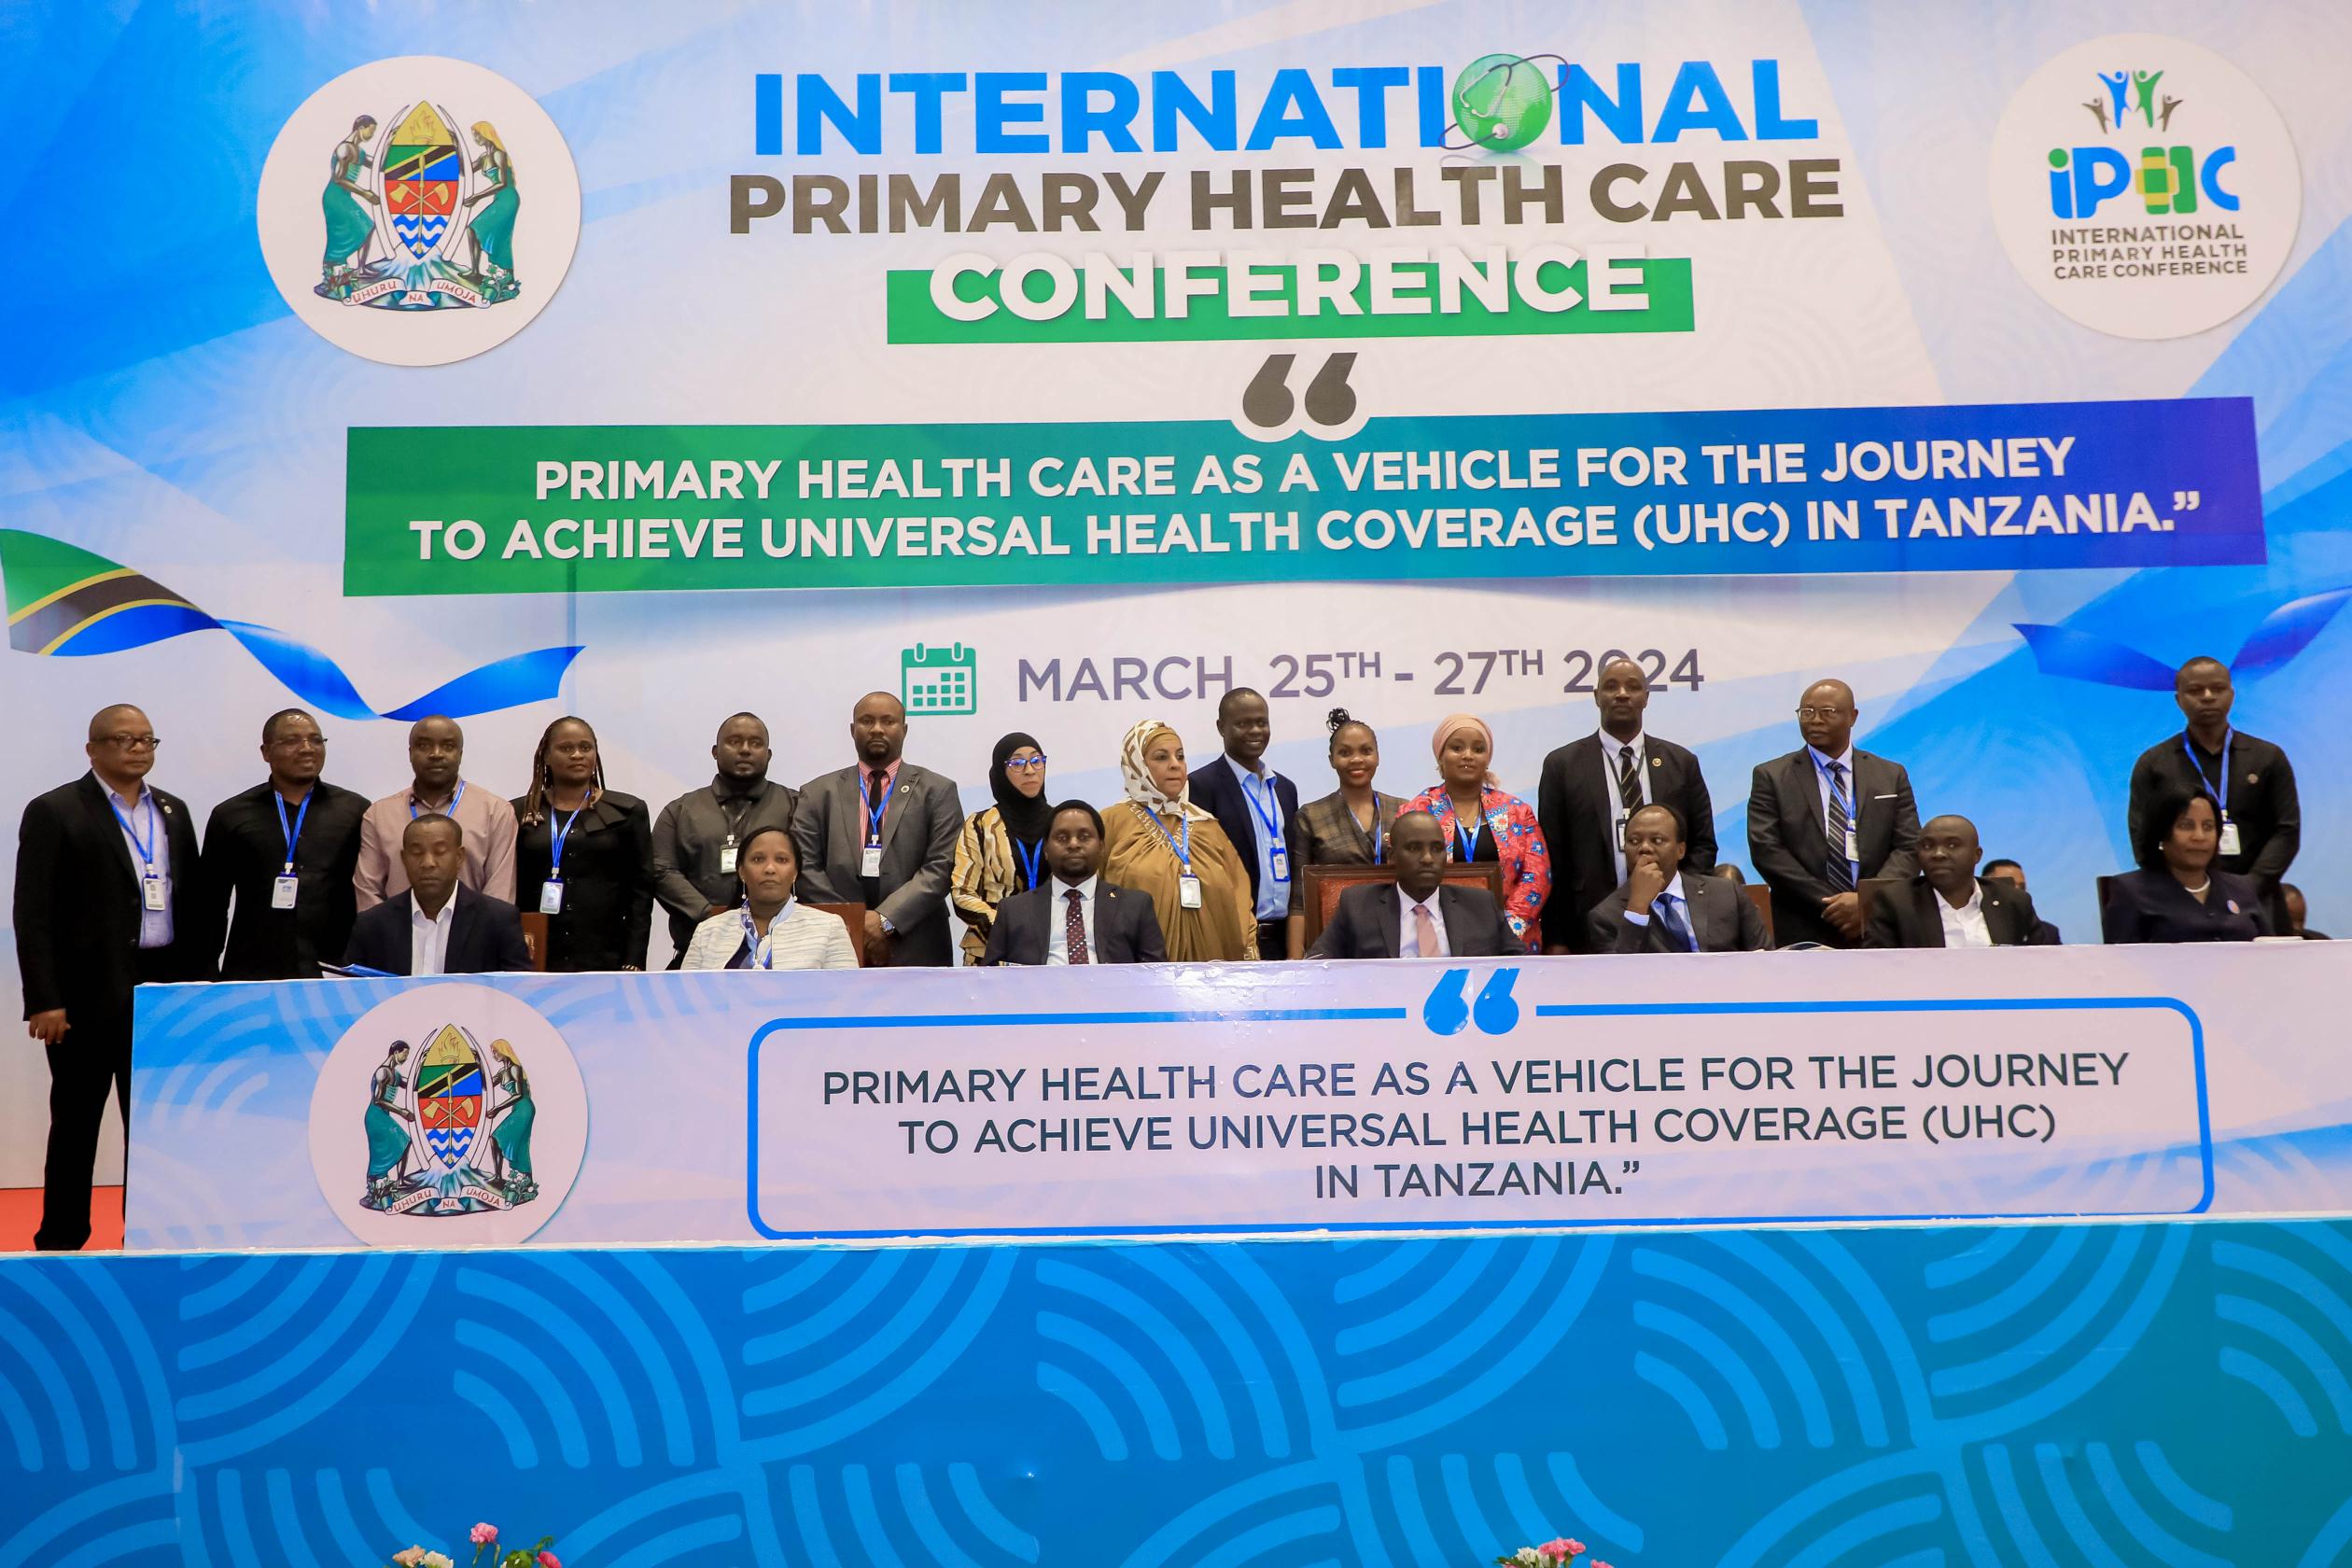 INTERNATIONAL
PRIMARY HEALTH CARE
CONFERENCE
UHURU NA UMOJA
iPHC
INTERNATIONAL
PRIMARY HEALTH
CARE CONFERENCE
“
PRIMARY HEALTH CARE AS A VEHICLE FOR THE JOURNEY
TO ACHIEVE UNIVERSAL HEALTH COVERAGE (UHC) IN TANZANIA.”
MARCH, 25TH - 27TH 2024
“
PRIMARY HEALTH CARE AS A VEHICLE FOR THE JOURNEY
TO ACHIEVE UNIVERSAL HEALTH COVERAGE (UHC)
IN TANZANIA.”
UHURU NA UMOJA